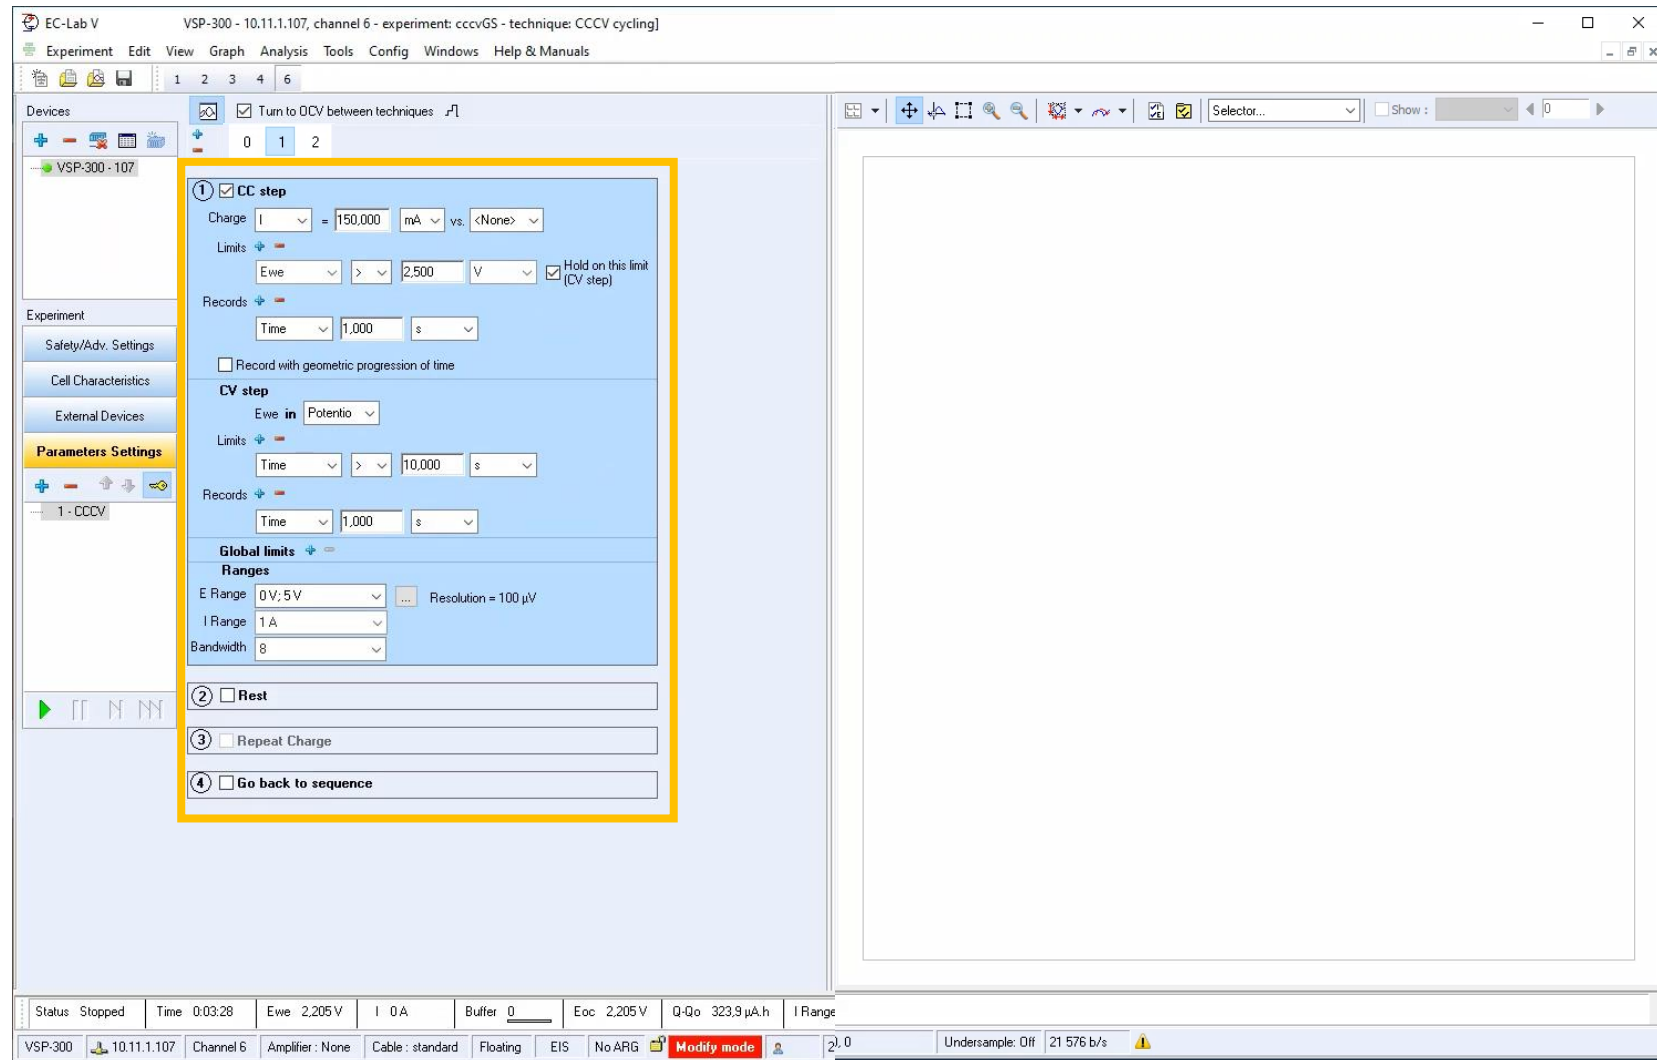 EC-Lab V VSP-300 - 10.11.1.107, channel 6 - experiment: cccvGS - technique: CCCV cycling]
Experiment Edit View Graph Analysis Tools Config Windows Help & Manuals
1 2 3 4 6
Devices
Turn to OCV between techniques
Selector...
Show :
0
0 1 2
VSP-300 - 107
1 CC step
Charge I = 150,000 mA vs. <None>
Limits
Ewe > 2,500 V Hold on this limit
(CV step)
Records
Time 1,000 s
Record with geometric progression of time
CV step
Ewe in Potentio
Limits
Time > 10,000 s
Records
Time 1,000 s
Global limits
Ranges
E Range 0 V; 5 V ... Resolution = 100 µV
I Range 1 A
Bandwidth 8
2 Rest
3 Repeat Charge
4 Go back to sequence
Experiment
Safety/Adv. Settings
Cell Characteristics
External Devices
Parameters Settings
1 - CCCV
Status Stopped Time 0:03:28 Ewe 2,205 V I 0 A Buffer 0 Eoc 2,205 V Q-Qo 323,9 µA.h I Range
VSP-300 10.11.1.107 Channel 6 Amplifier : None Cable : standard Floating EIS No ARG Modify mode 2), 0 Undersample: Off 21 576 b/s